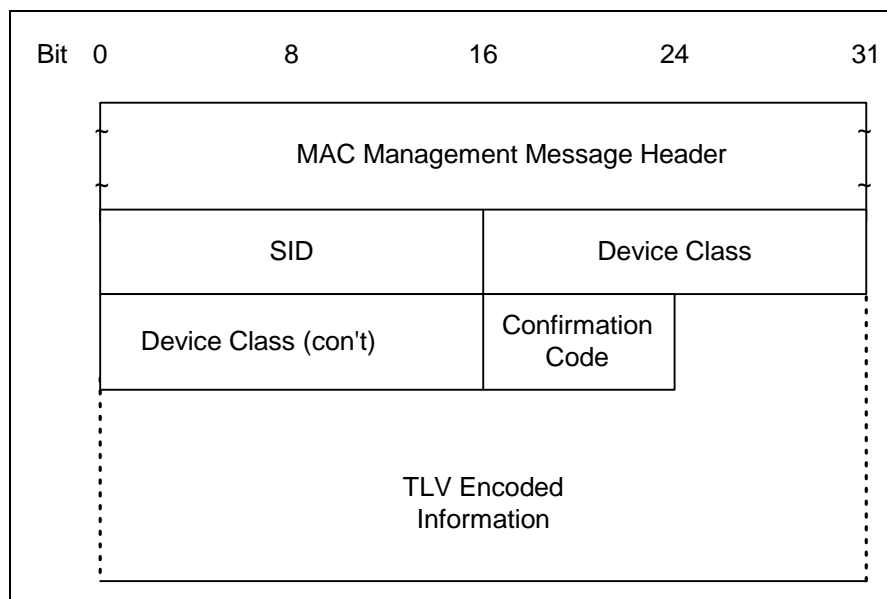 Bit 0 8 16 24 31
~ ~
MAC Management Message Header
~ ~
SID Device Class
Device Class (con't) Confirmation
Code
TLV Encoded
Information